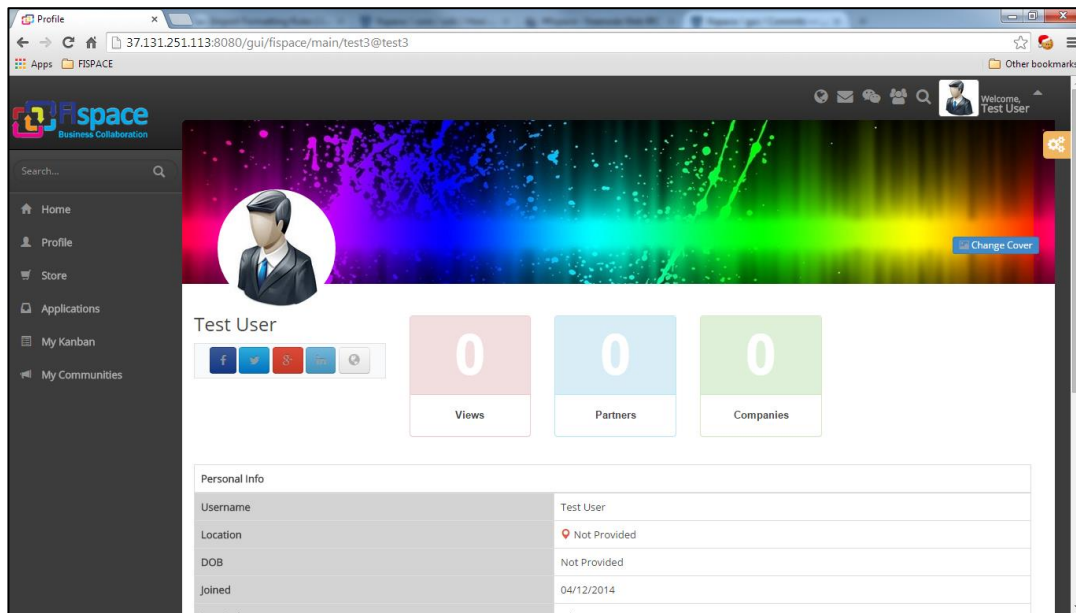 Profile
37.131.251.113:8080/gui/fispace/main/test3@test3
Apps FISPACE Other bookmarks
FIspace
Business Collaboration
Welcome,
Test User
Search...
Home
Profile
Store
Applications
My Kanban
My Communities
Change Cover
Test User
0 0 0
Views Partners Companies
Personal Info
Username Test User
Location Not Provided
DOB Not Provided
Joined 04/12/2014